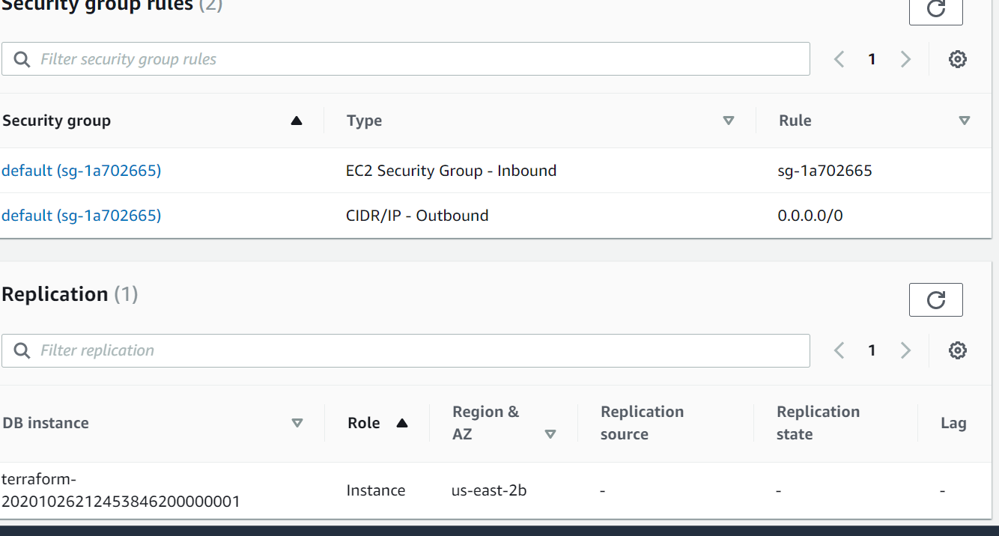 Security group rules (2)
Filter security group rules
1
Security group Type Rule
default (sg-1a702665) EC2 Security Group - Inbound sg-1a702665
default (sg-1a702665) CIDR/IP - Outbound 0.0.0.0/0
Replication (1)
Filter replication
1
DB instance Role Region & AZ Replication source Replication state Lag
terraform-
20201026212453846200000001 Instance us-east-2b - - -